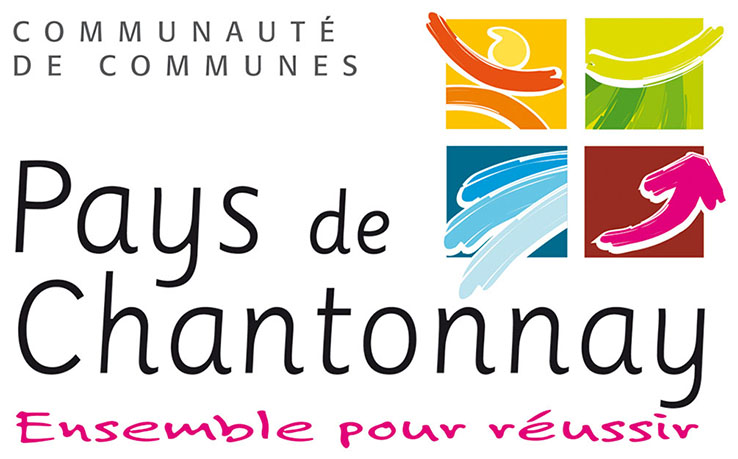 COMMUNAUTÉ
DE COMMUNES
Pays de
Chantonnay
Ensemble pour réussir